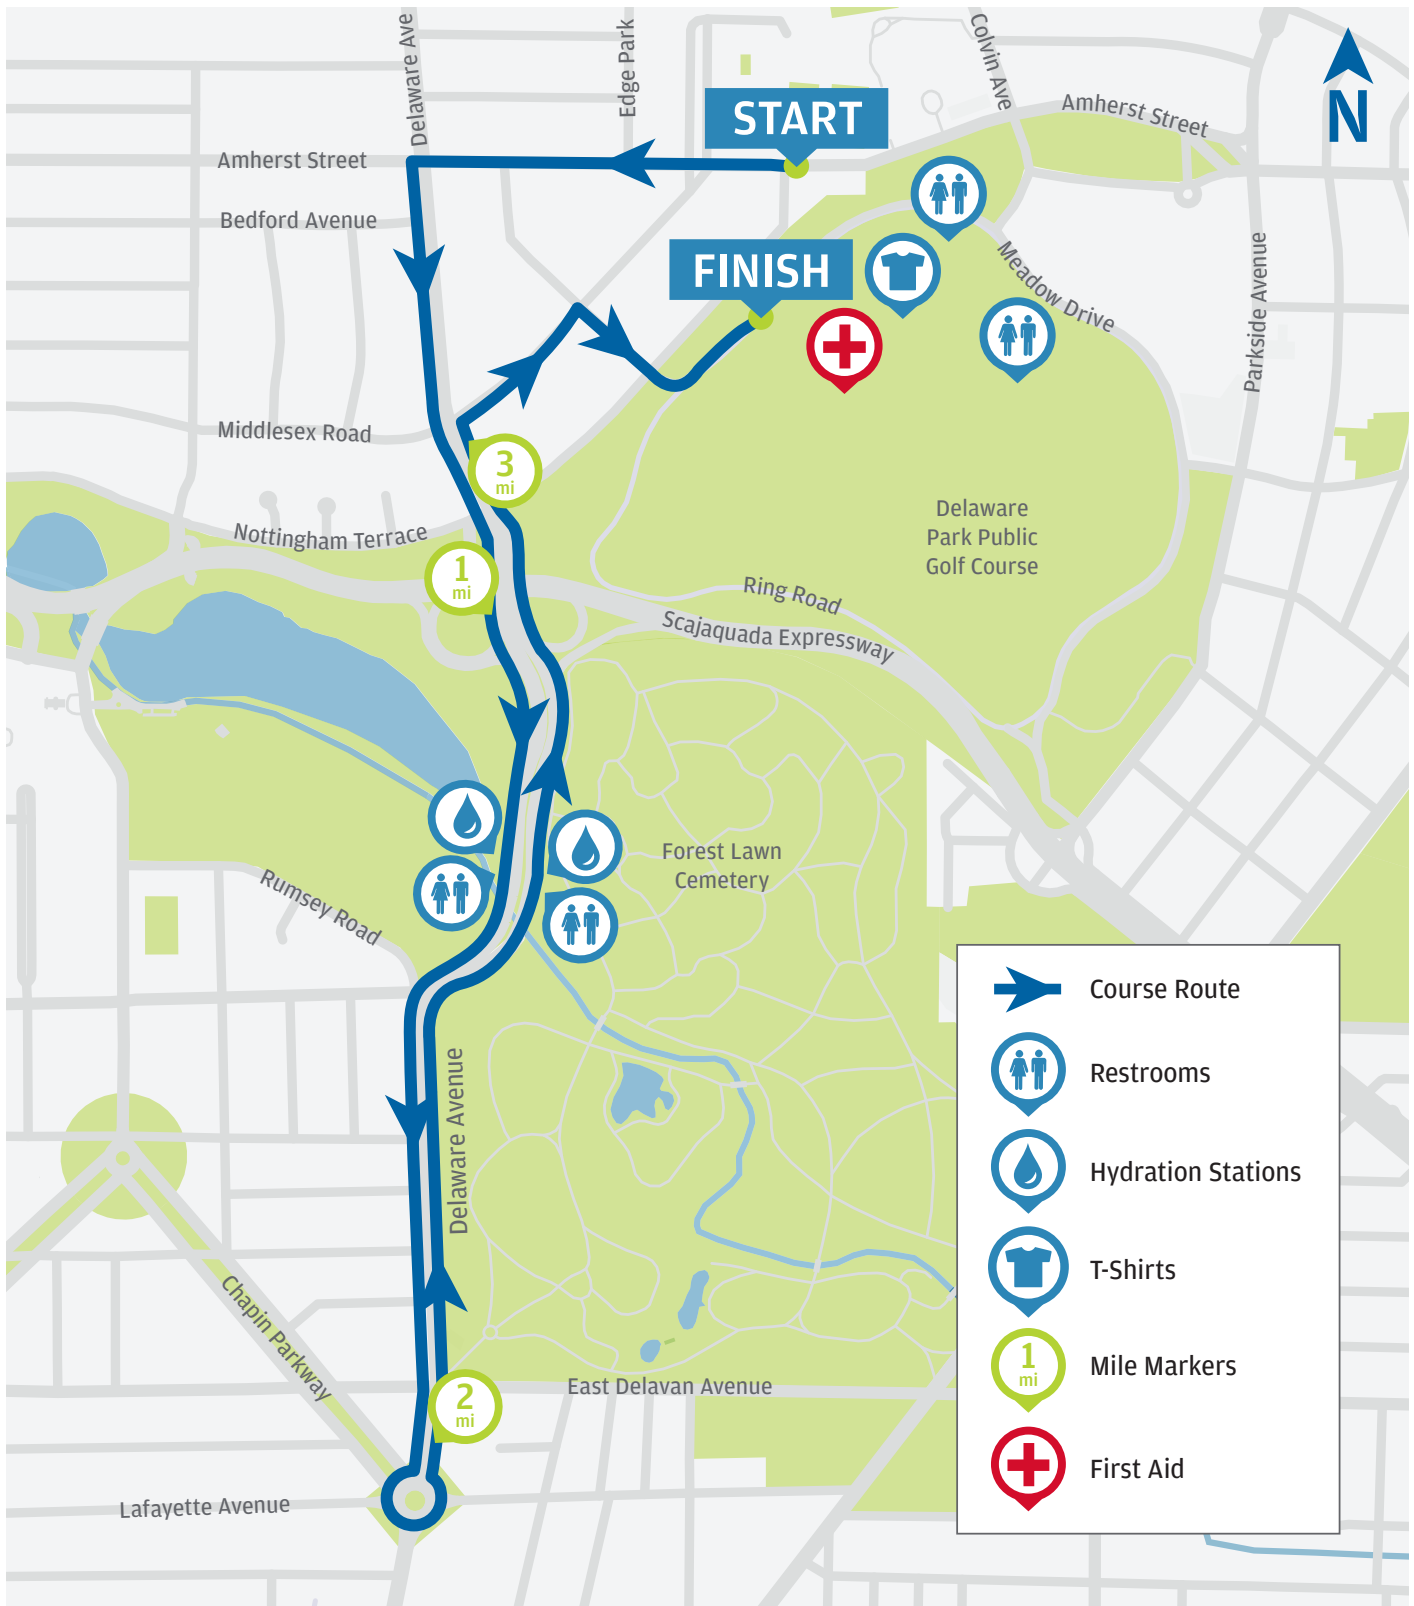 Delaware Ave
Edge Park
Colvin Ave
Amherst Street
N
START
Amherst Street
Bedford Avenue
FINISH
Meadow Drive
Parkside Avenue
Middlesex Road
3
mi
Nottingham Terrace
1
mi
Delaware
Park Public
Golf Course
Ring Road
Scajaquada Expressway
Forest Lawn
Cemetery
Rumsey Road
Delaware Avenue
Chapin Parkway
2
mi
East Delavan Avenue
Lafayette Avenue
Course Route
Restrooms
Hydration Stations
T-Shirts
1
mi
Mile Markers
First Aid